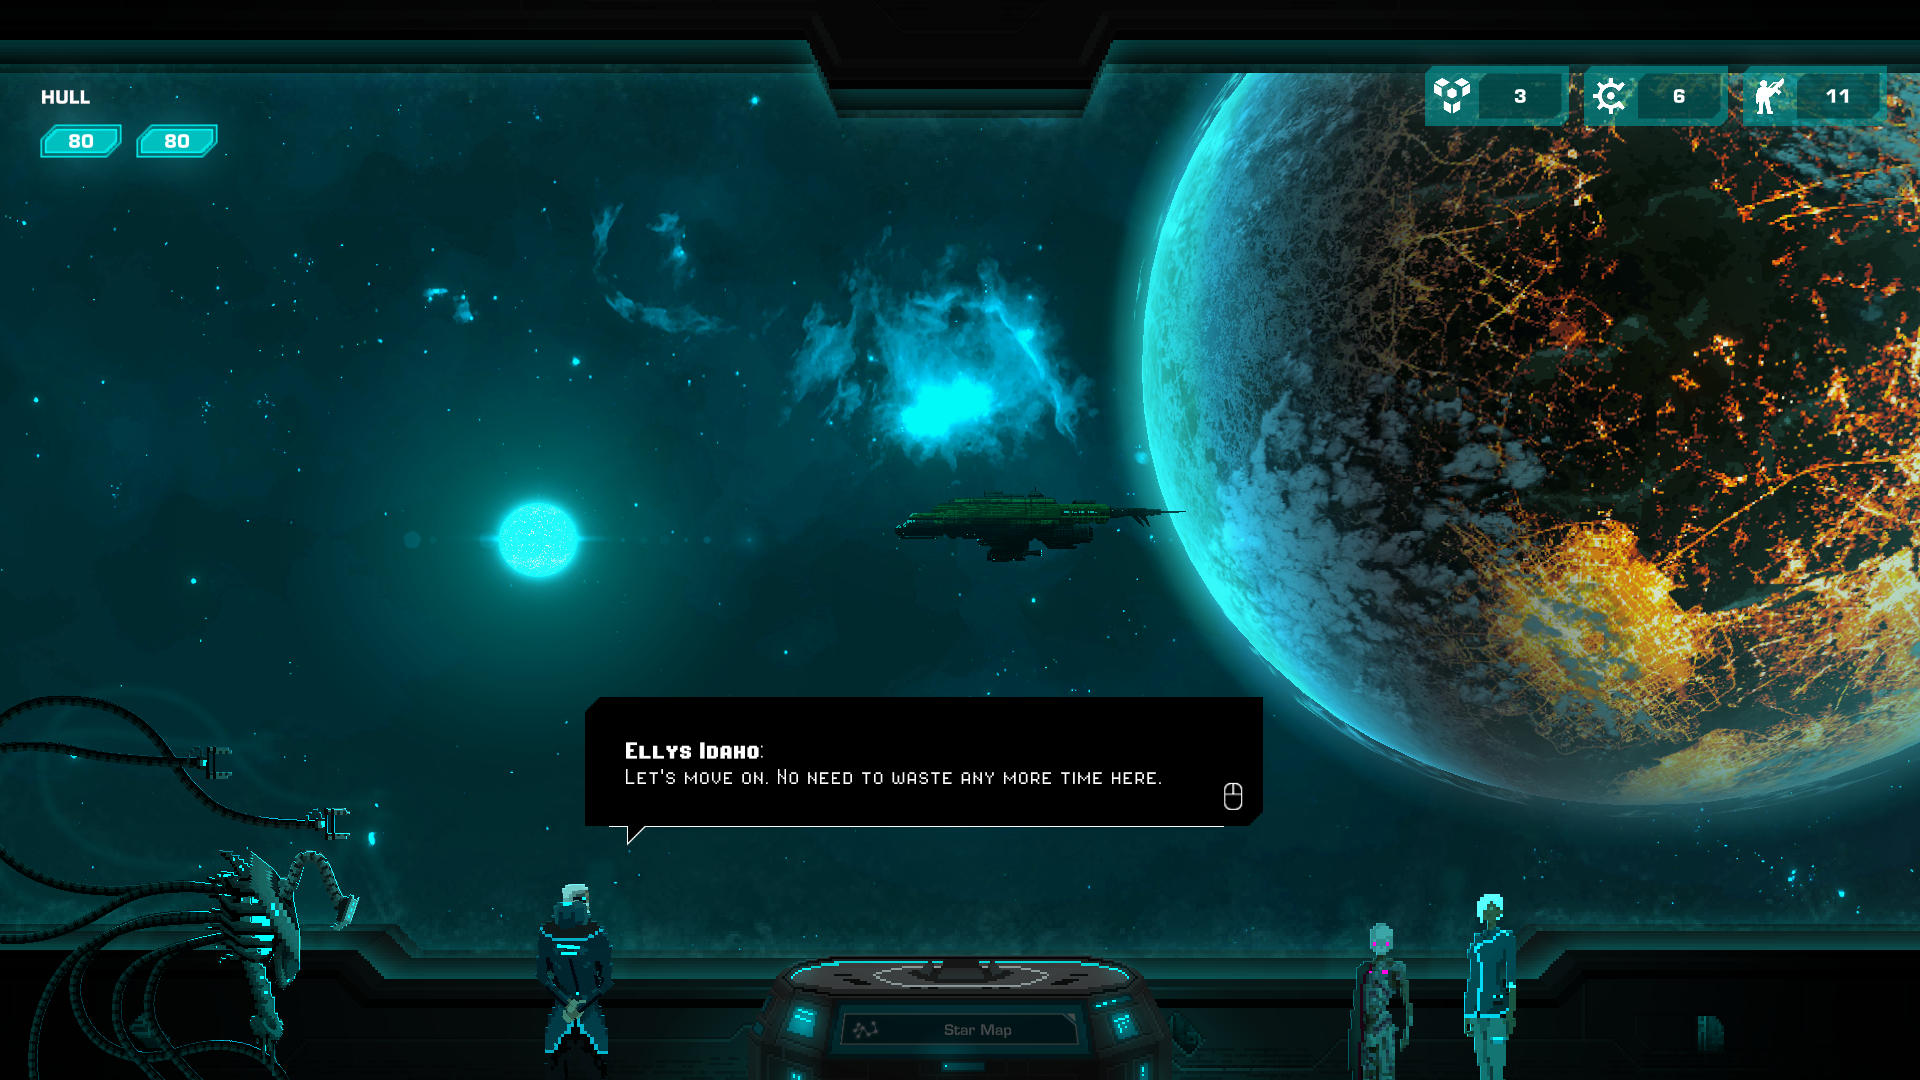 HULL
80 80
3 6 11
Ellys Idaho:
Let's move on. No need to waste any more time here.
Star Map